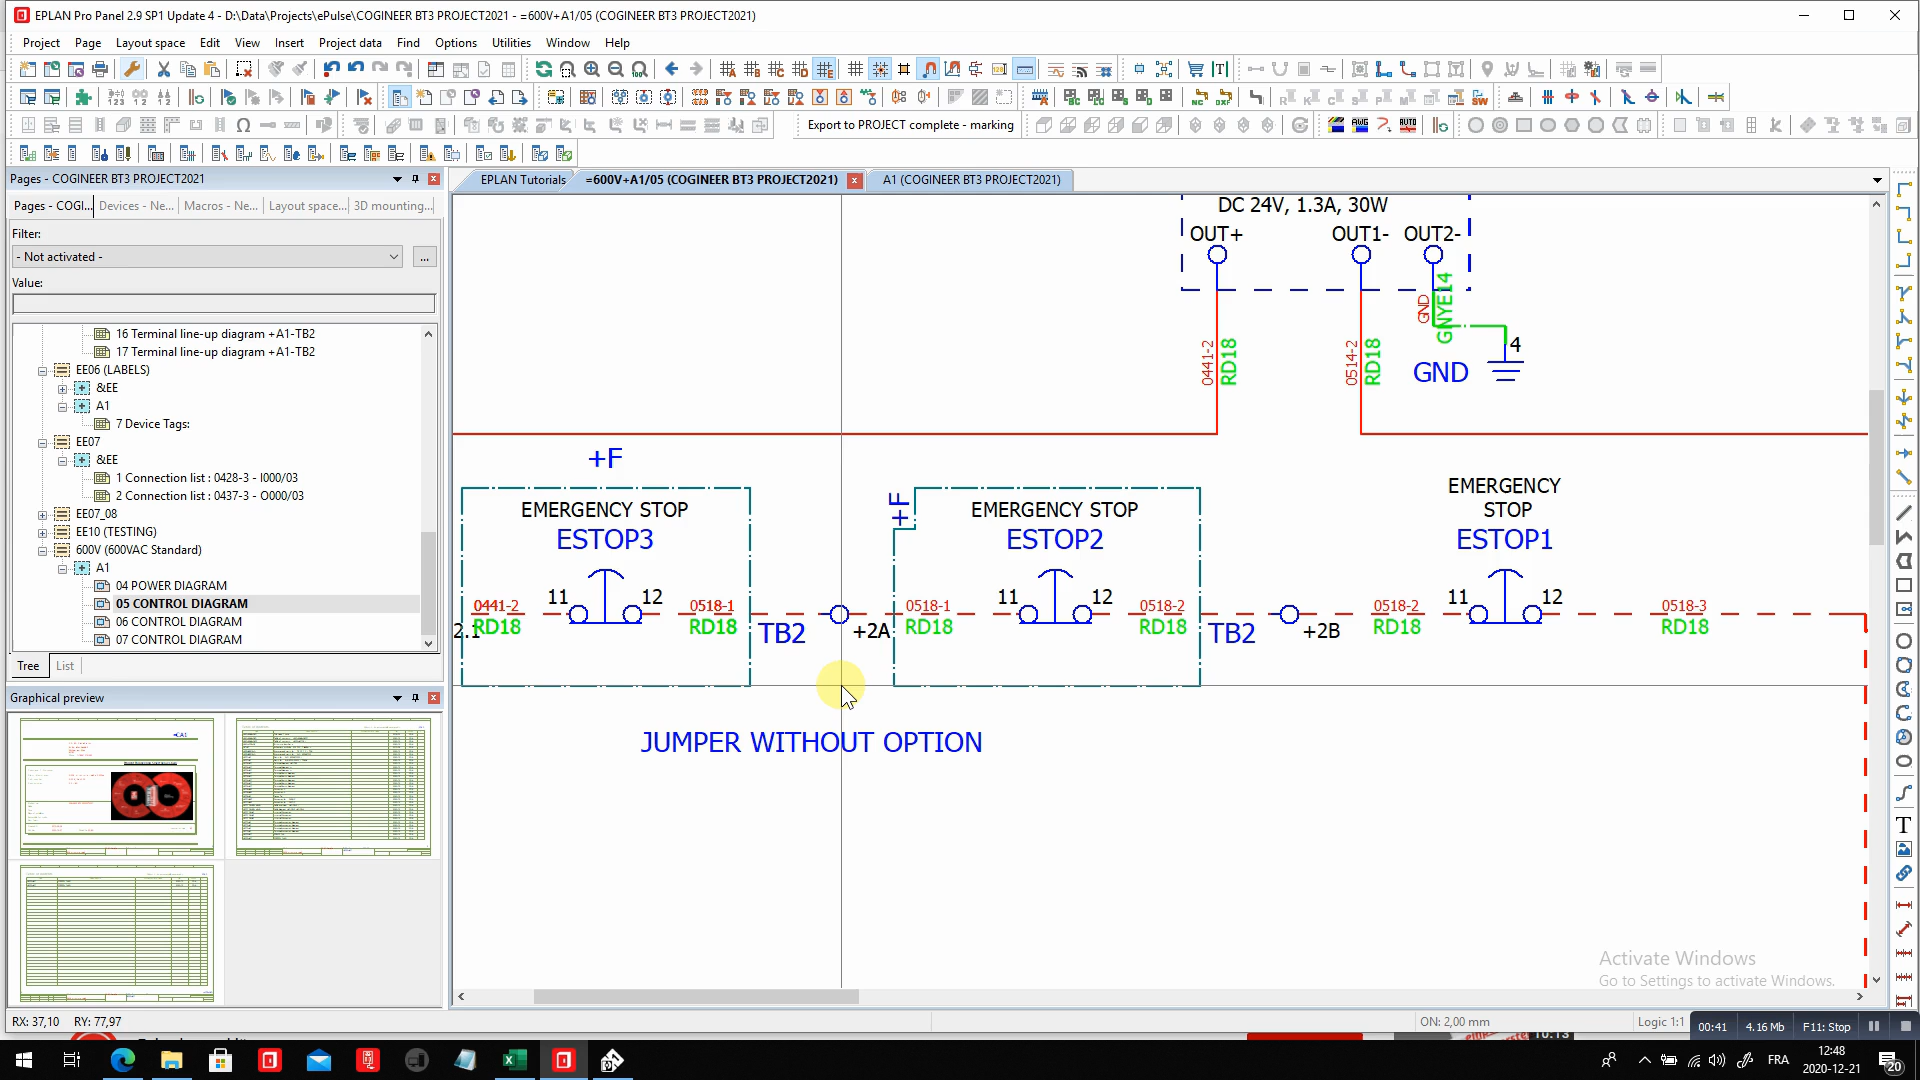 EPLAN Pro Panel 2.9 SP1 Update 4 - D:\Data\Projects\ePulse\COGINEER BT3 PROJECT2021 - =600V+A1/05 (COGINEER BT3 PROJECT2021)
Project Page Layout space Edit View Insert Project data Find Options Utilities Window Help
Export to PROJECT complete - marking
Pages - COGINEER BT3 PROJECT2021
Pages - COGI... Devices - Ne... Macros - Ne... Layout space... 3D mounting...
Filter:
- Not activated -
...
Value:
16 Terminal line-up diagram +A1-TB2
17 Terminal line-up diagram +A1-TB2
EE06 (LABELS)
&EE
A1
7 Device Tags:
EE07
&EE
1 Connection list : 0428-3 - I000/03
2 Connection list : 0437-3 - O000/03
EE07_08
EE10 (TESTING)
600V (600VAC Standard)
A1
04 POWER DIAGRAM
05 CONTROL DIAGRAM
06 CONTROL DIAGRAM
07 CONTROL DIAGRAM
Tree List
Graphical preview
EPLAN Tutorials =600V+A1/05 (COGINEER BT3 PROJECT2021) A1 (COGINEER BT3 PROJECT2021)
DC 24V, 1.3A, 30W
OUT+ OUT1- OUT2-
GND GNYE14
0441-2 RD18
0514-2 RD18
GND
4
+F
EMERGENCY STOP
ESTOP3
11 12
0441-2
RD18
2.1
0518-1
RD18
TB2
+2A
+F
EMERGENCY STOP
ESTOP2
11 12
0518-1
RD18
0518-2
RD18
TB2
+2B
EMERGENCY
STOP
ESTOP1
11 12
0518-2
RD18
0518-3
RD18
JUMPER WITHOUT OPTION
Activate Windows
Go to Settings to activate Windows.
RX: 37,10 RY: 77,97
ON: 2,00 mm
Logic 1:1
00:41 4.16 Mb F11: Stop
10:13
FRA
12:48
2020-12-21
20